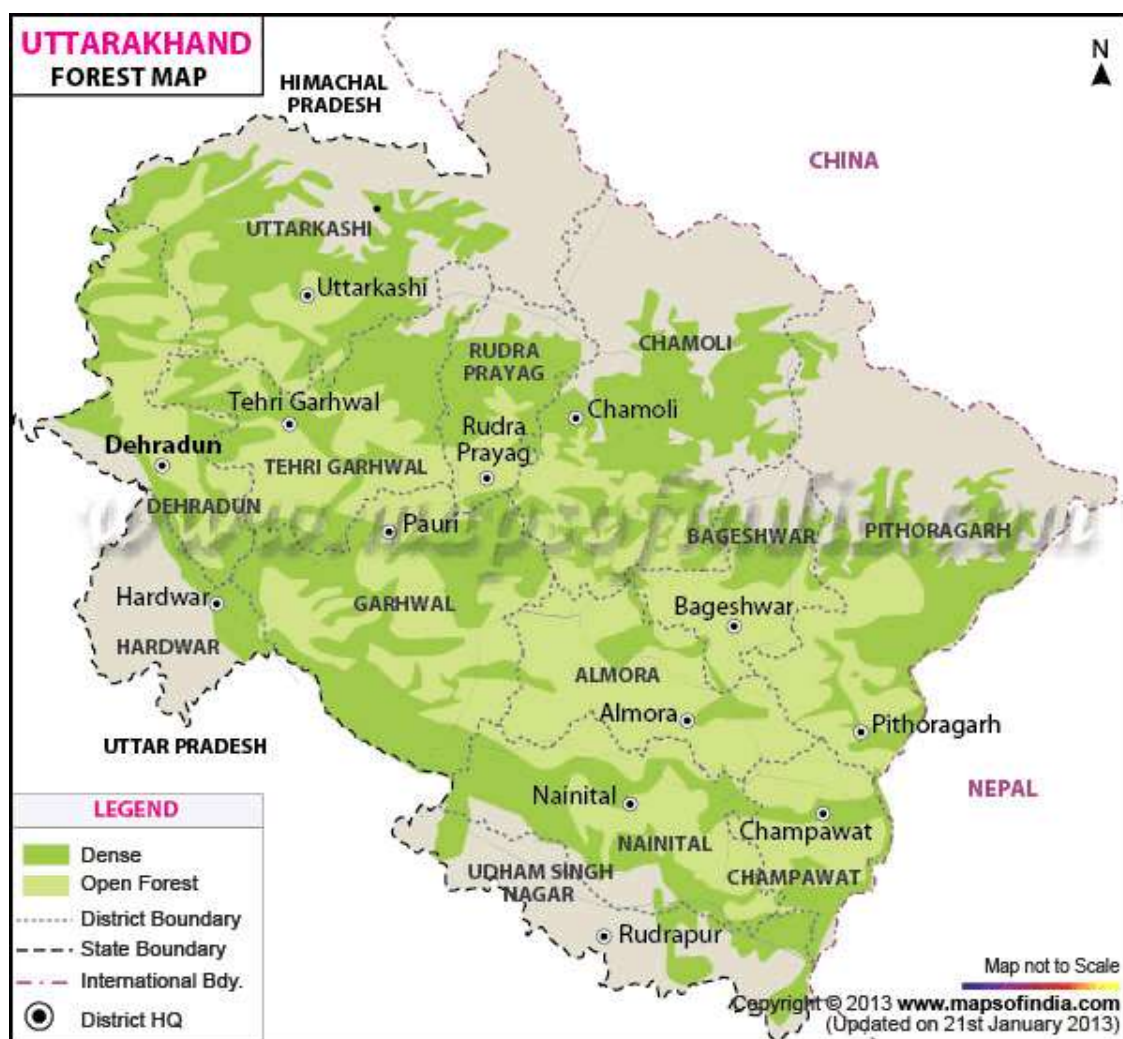 UTTARAKHAND
FOREST MAP
N
HIMACHAL
PRADESH
CHINA
UTTARKASHI
Uttarkashi
RUDRA
PRAYAG
CHAMOLI
Tehri Garhwal
Chamoli
Dehradun
Rudra
Prayag
TEHRI GARHWAL
DEHRADUN
Pauri
BAGESHWAR
PITHORAGARH
www.mapsofindia.com
Hardwar
GARHWAL
Bageshwar
HARDWAR
ALMORA
Almora
Pithoragarh
UTTAR PRADESH
NEPAL
Nainital
Champawat
NAINITAL
UDHAM SINGH
NAGAR
CHAMPAWAT
Rudrapur
LEGEND
Dense
Open Forest
District Boundary
State Boundary
International Bdy.
District HQ
Map not to Scale
Copyright © 2013 www.mapsofindia.com
(Updated on 21st January 2013)